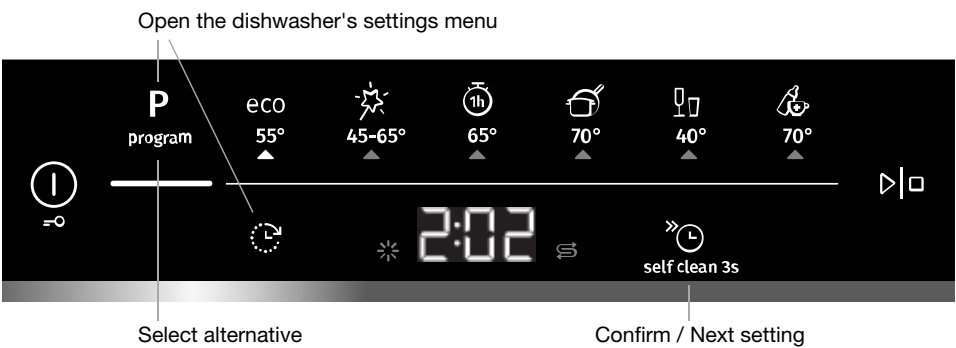 Open the dishwasher's settings menu
P
program
eco
55°
45-65°
1h
65°
70°
40°
70°
2:02
self clean 3s
Select alternative
Confirm / Next setting